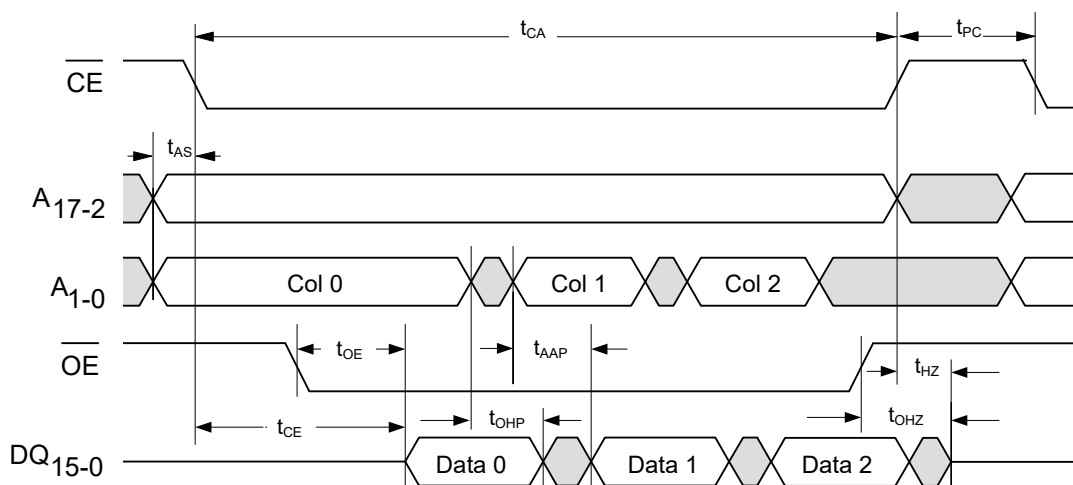 tCA
tPC
CE
tAS
A17-2
A1-0
Col 0
Col 1
Col 2
OE
tOE
tAAP
tHZ
tCE
tOHP
tOHZ
DQ15-0
Data 0
Data 1
Data 2